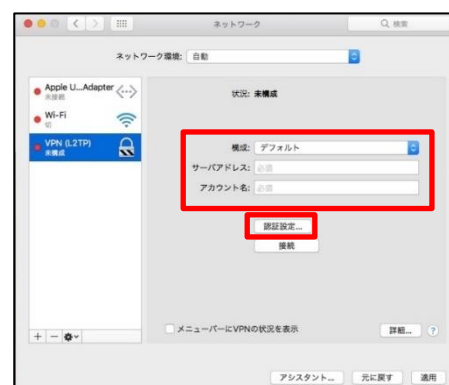 ネットワーク
検索
ネットワーク環境: 自動
Apple U...Adapter
未接続
Wi-Fi
切
VPN (L2TP)
未構成
状況: 未構成
構成: デフォルト
サーバアドレス: 必須
アカウント名: 必須
認証設定...
接続
メニューバーにVPNの状況を表示
詳細... ?
アシスタント... 元に戻す 適用